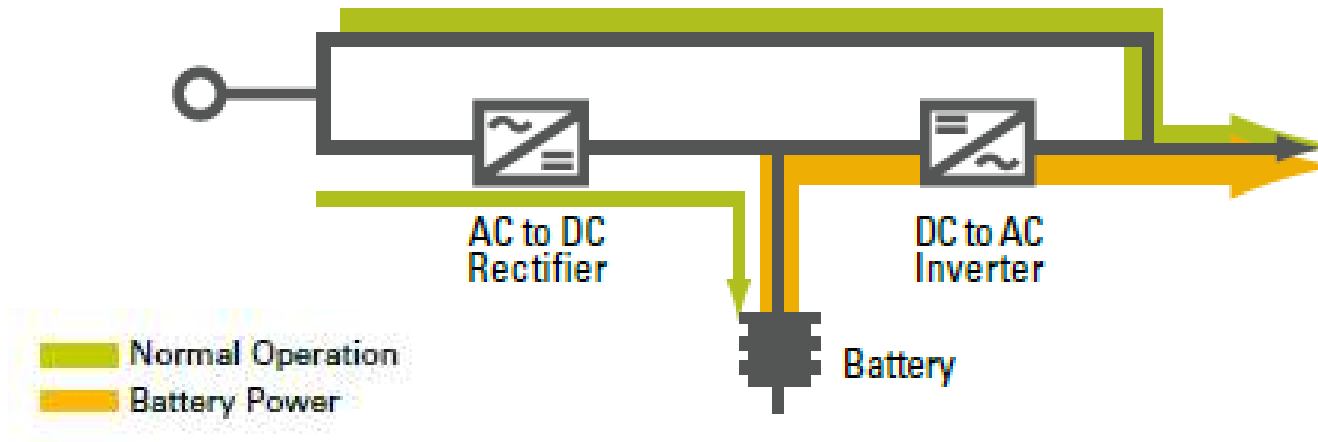 AC to DC
Rectifier
DC to AC
Inverter
Battery
Normal Operation
Battery Power